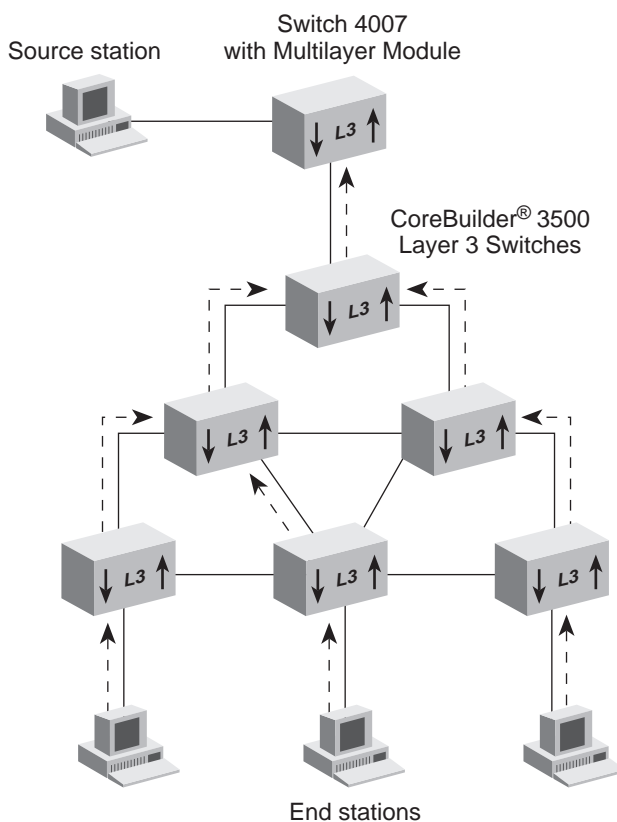 Switch 4007
with Multilayer Module
Source station
L3
CoreBuilder® 3500
Layer 3 Switches
L3
L3
L3
L3
L3
L3
End stations